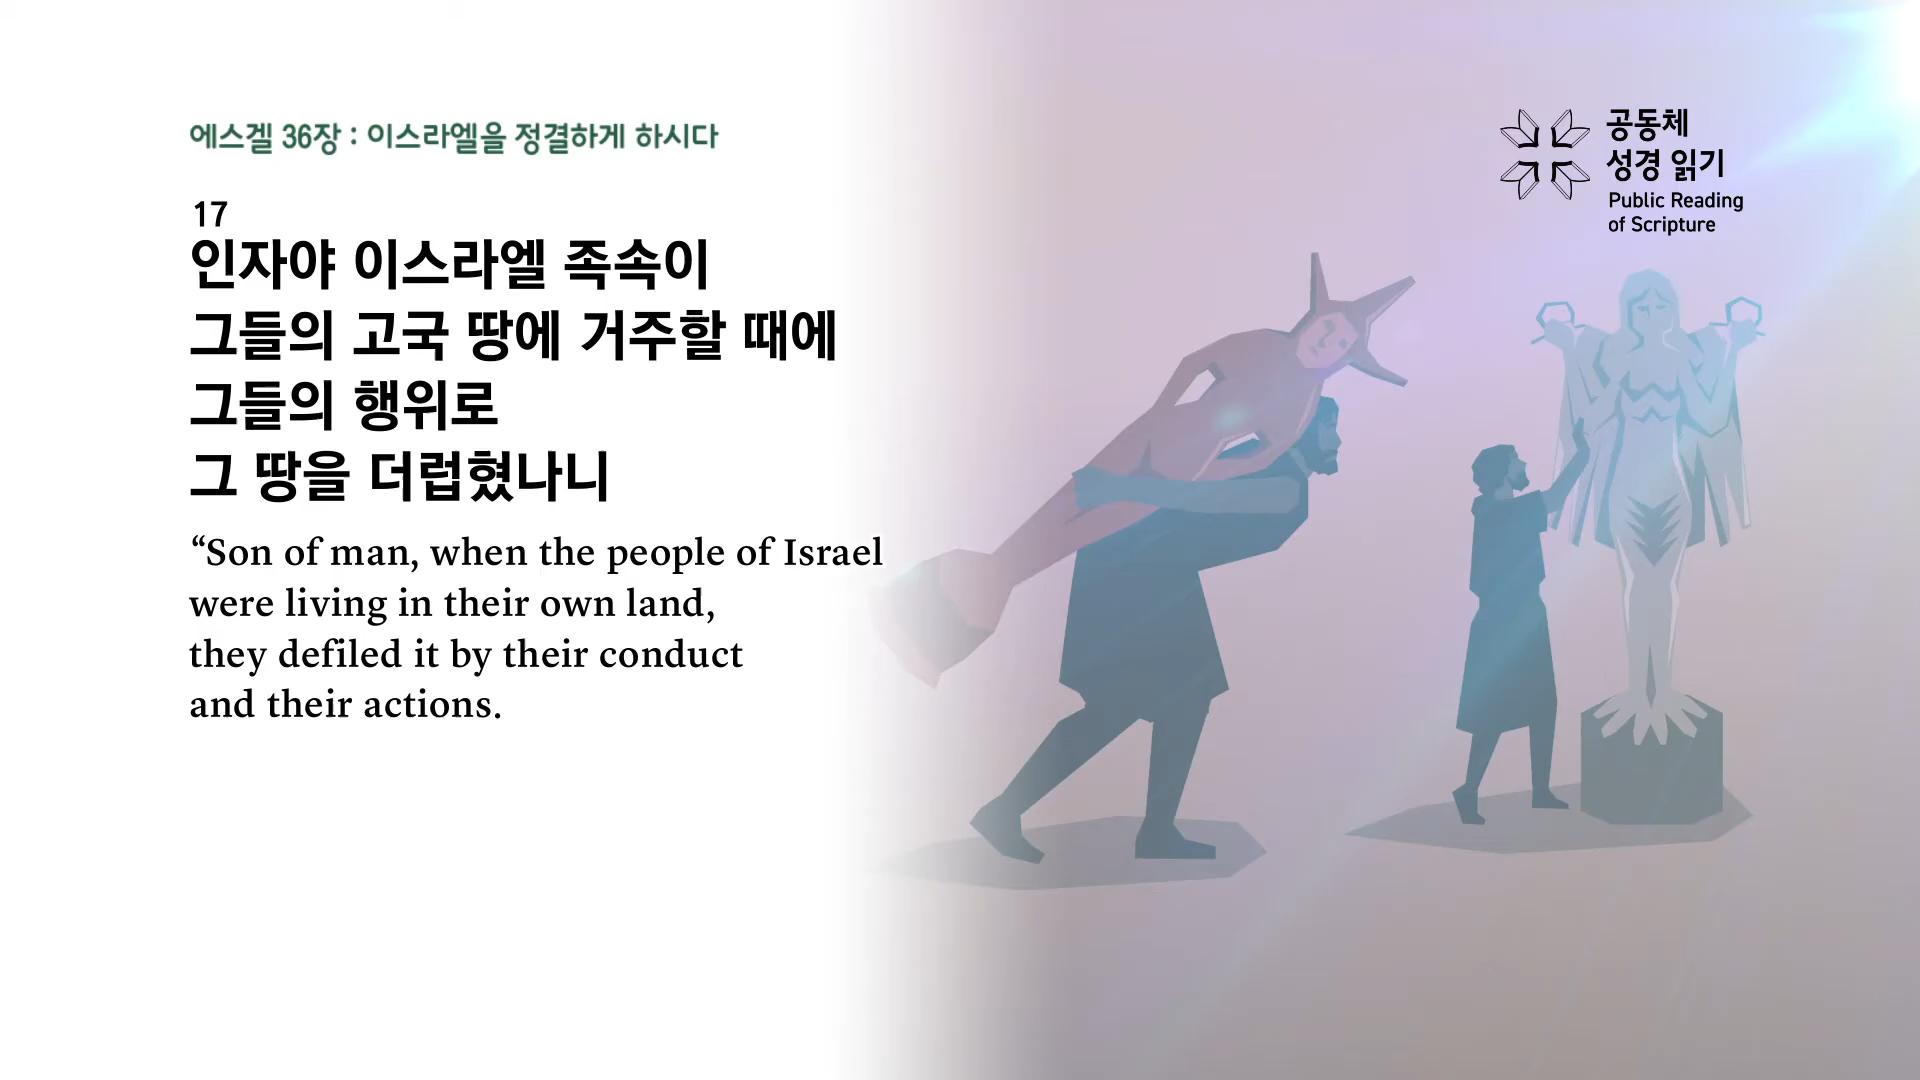 에스겔 36장 : 이스라엘을 정결하게 하시다
17
인자야 이스라엘 족속이
그들의 고국 땅에 거주할 때에
그들의 행위로
그 땅을 더럽혔나니
“Son of man, when the people of Israel
were living in their own land,
they defiled it by their conduct
and their actions.
공동체
성경 읽기
Public Reading
of Scripture